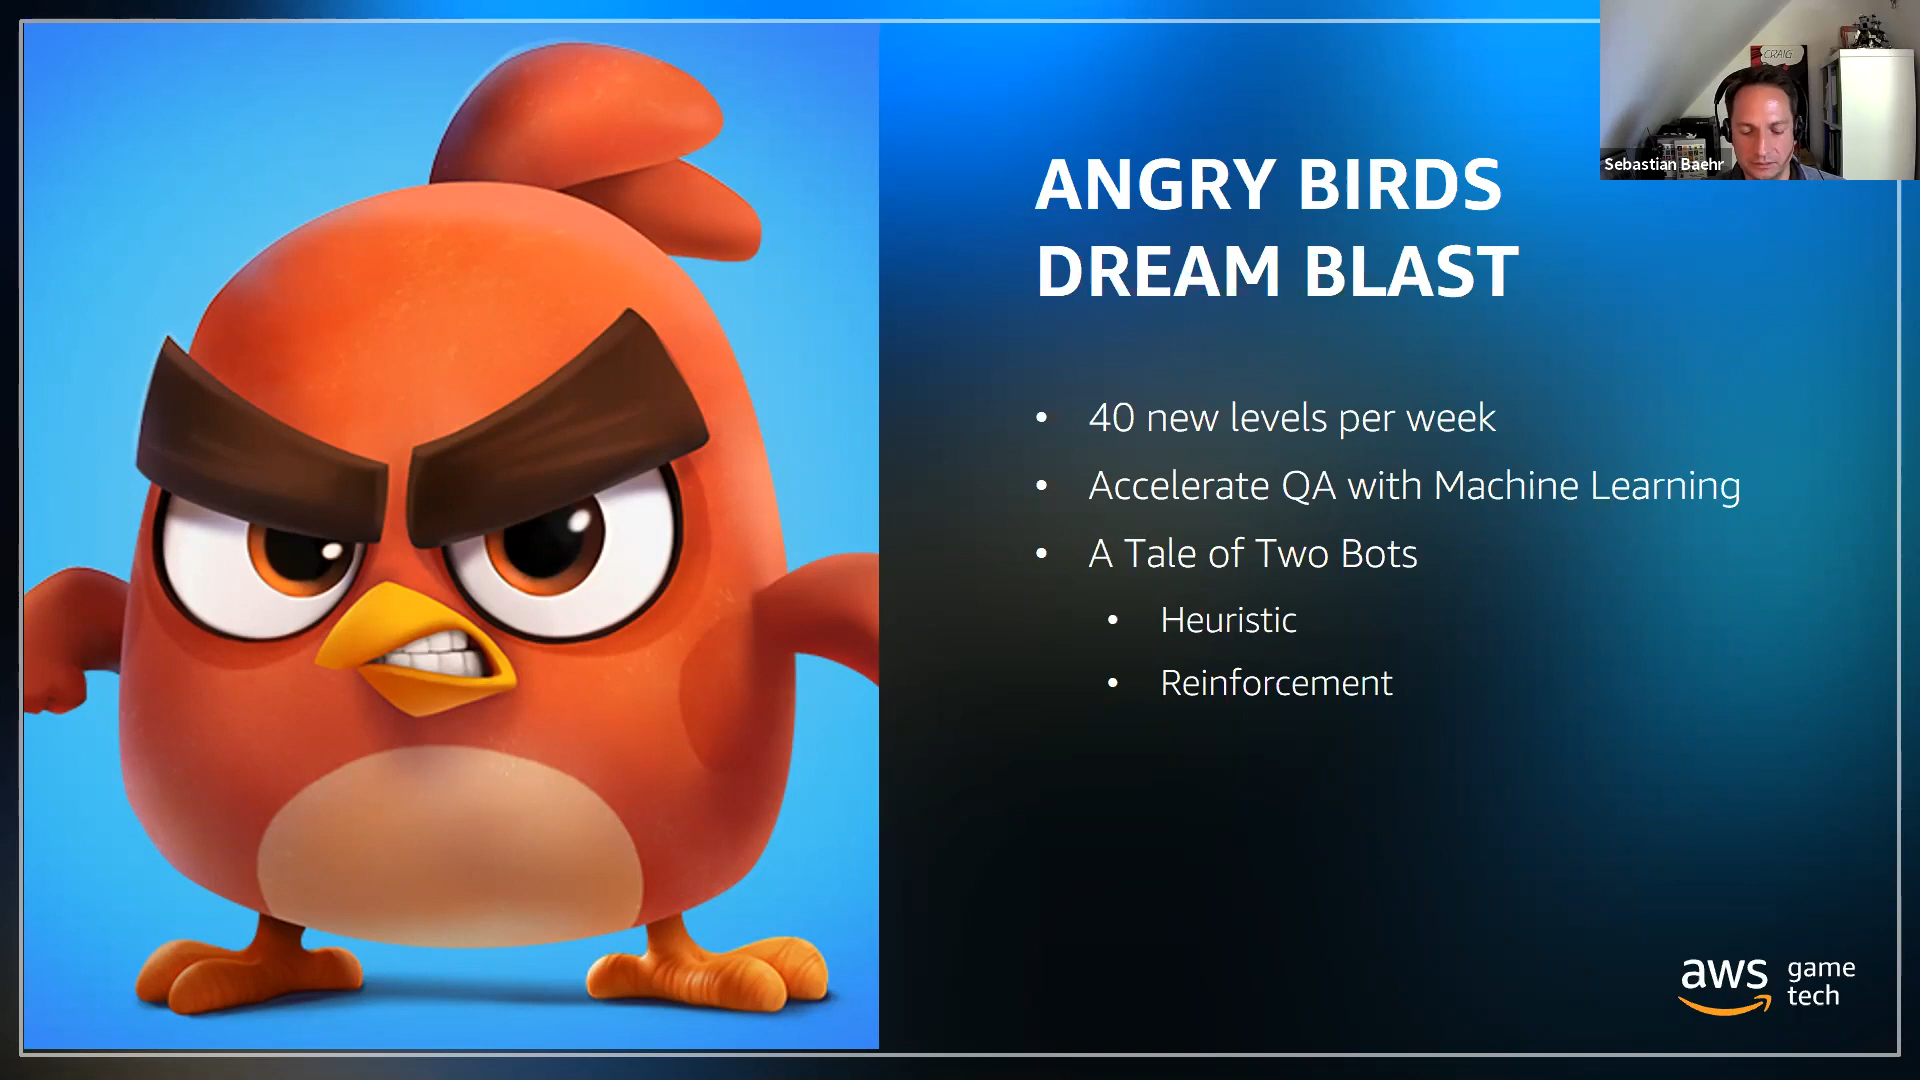 ANGRY BIRDS
DREAM BLAST
• 40 new levels per week
• Accelerate QA with Machine Learning
• A Tale of Two Bots
• Heuristic
• Reinforcement
CRAIG
Sebastian Baehr
aws game
tech